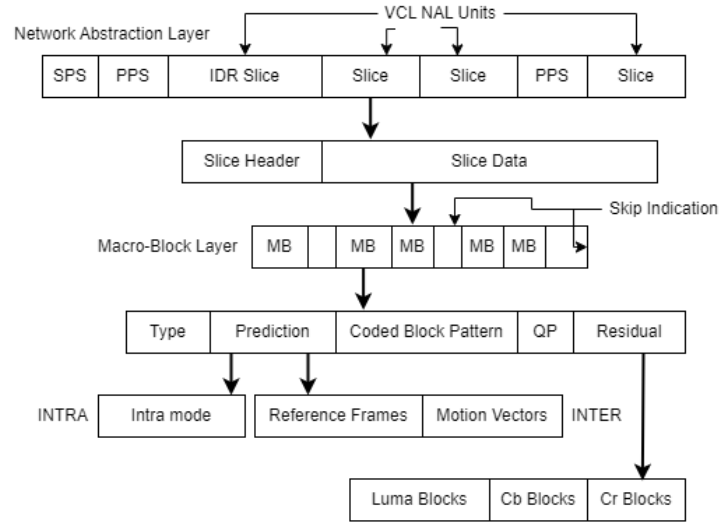 VCL NAL Units
Network Abstraction Layer
SPS PPS IDR Slice Slice Slice PPS Slice
Slice Header Slice Data
Skip Indication
Macro-Block Layer MB MB MB MB MB
Type Prediction Coded Block Pattern QP Residual
INTRA Intra mode Reference Frames Motion Vectors INTER
Luma Blocks Cb Blocks Cr Blocks